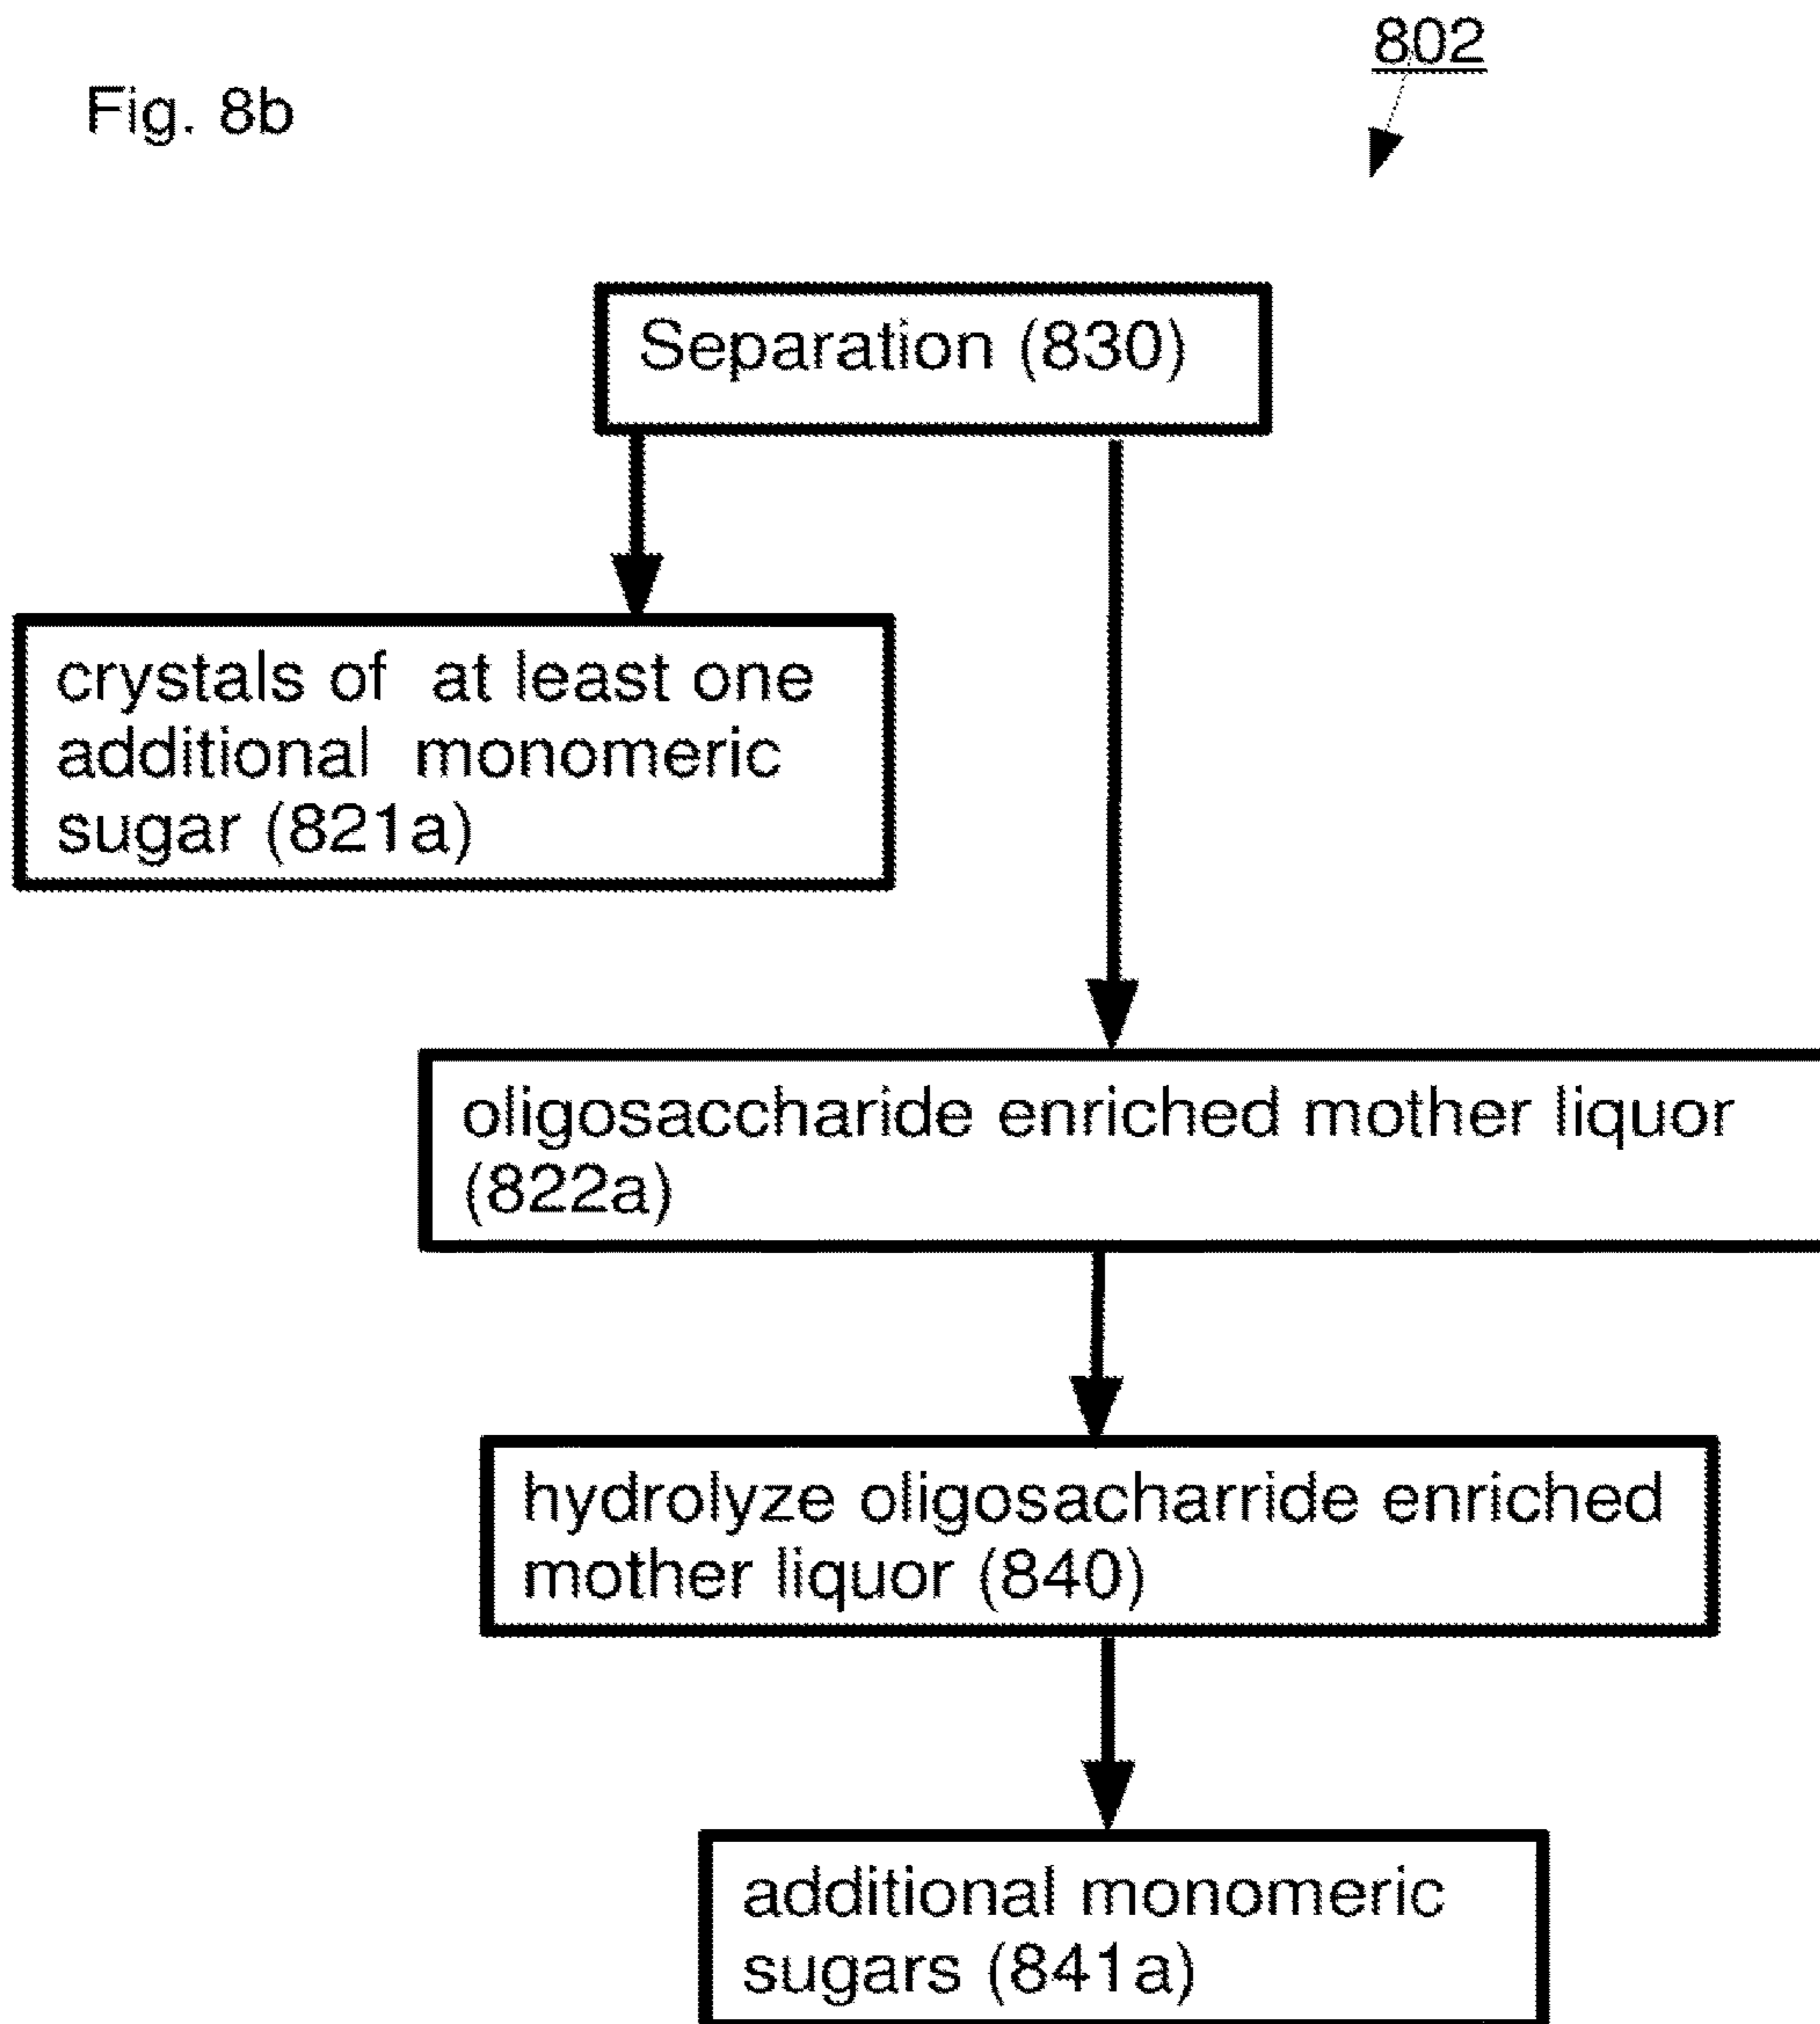 802
Fig. 8b
Separation (830)
crystals of at least one
additional monomeric
sugar (821a)
oligosaccharide enriched mother liquor
(822a)
hydrolyze oligosacharride enriched
mother liquor (840)
additional monomeric
sugars (841a)